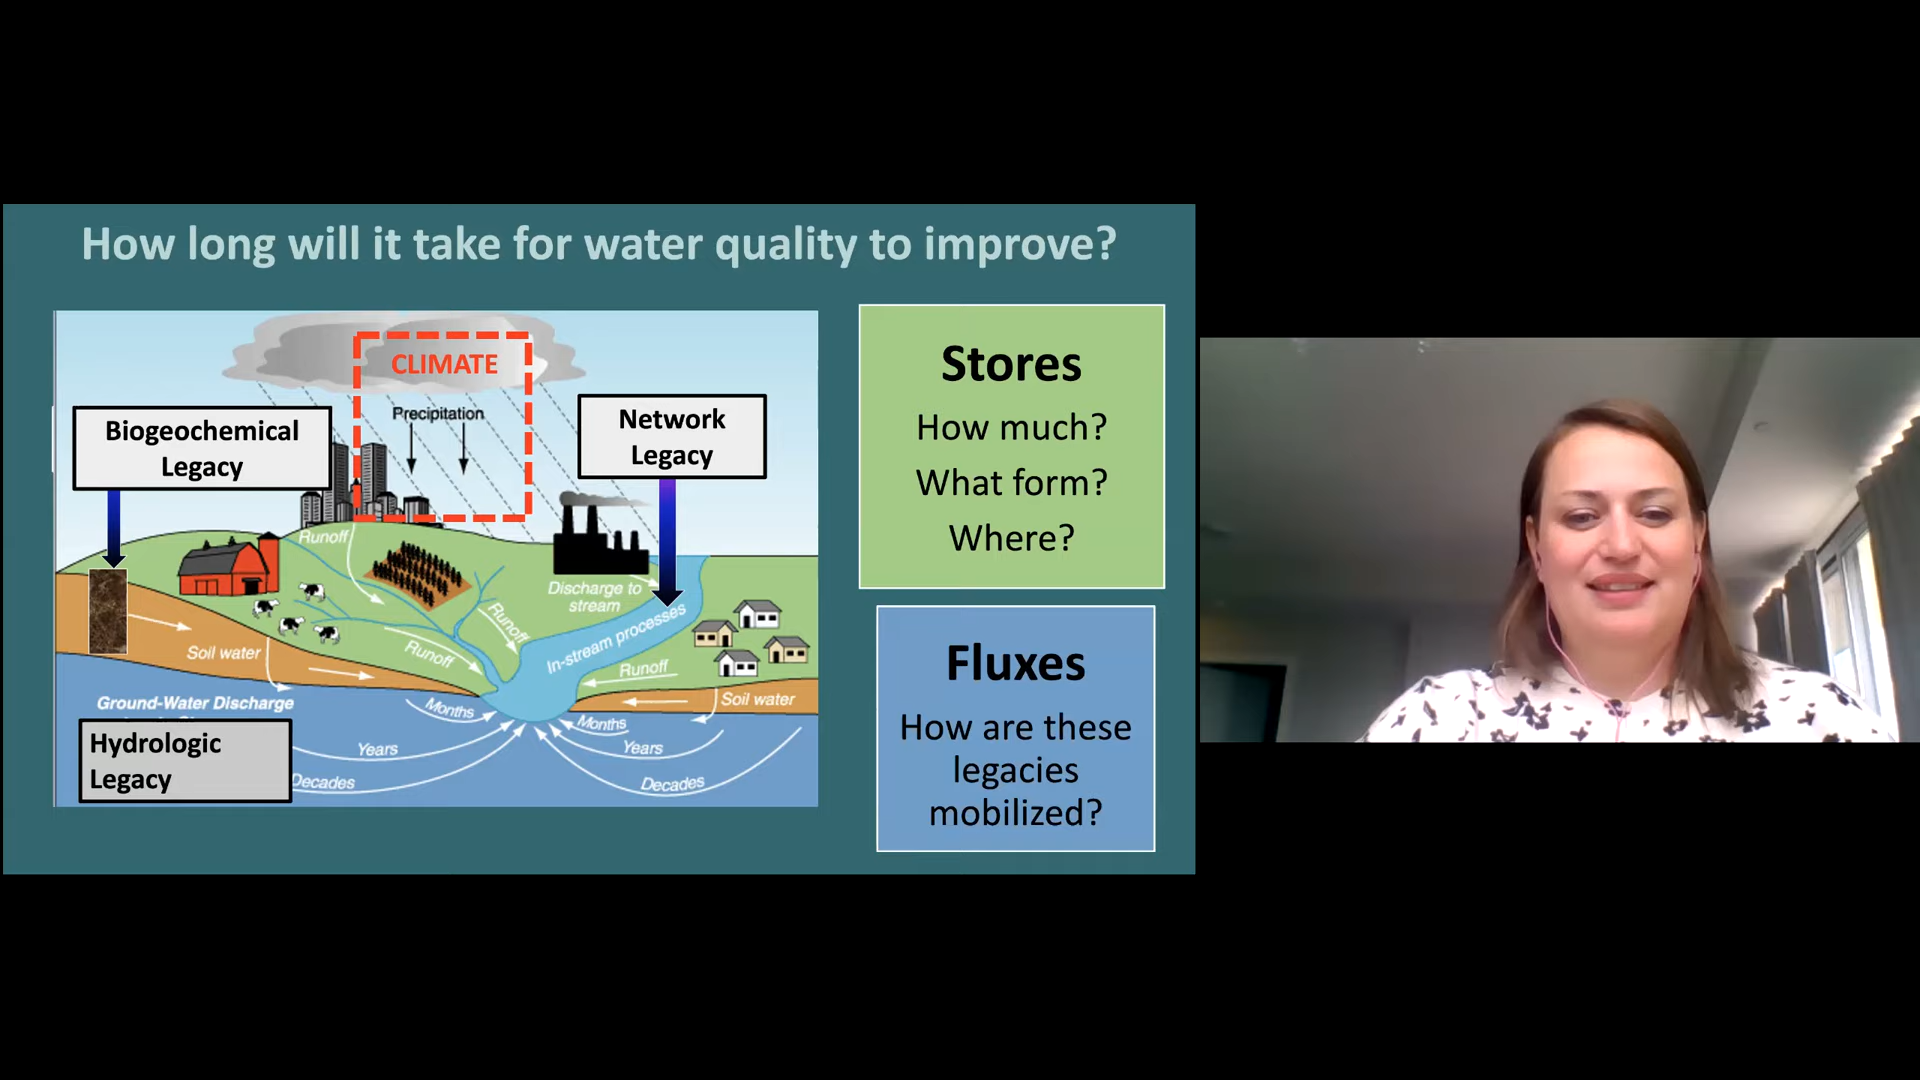 How long will it take for water quality to improve?
CLIMATE
Precipitation
Biogeochemical
Legacy
Network
Legacy
Runoff
Discharge to
stream
In-stream processes
Runoff
Runoff
Runoff
Soil water
Soil water
Ground-Water Discharge
Months
Months
Years
Years
Decades
Decades
Hydrologic
Legacy
Stores
How much?
What form?
Where?
Fluxes
How are these
legacies
mobilized?